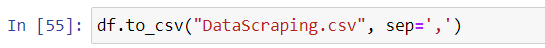 In [55]: df.to_csv("DataScraping.csv", sep=',')